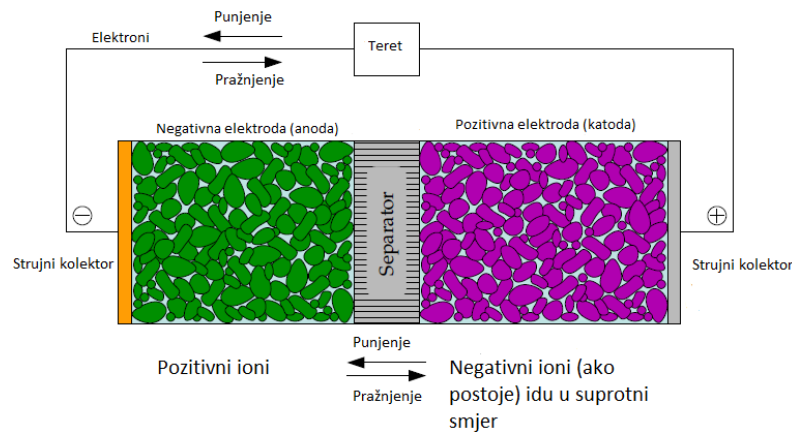 Punjenje
Elektroni
Teret
Pražnjenje
Negativna elektroda (anoda)
Pozitivna elektroda (katoda)
Separator
−
+
Strujni kolektor
Strujni kolektor
Punjenje
Pozitivni ioni
Negativni ioni (ako
Pražnjenje
postoje) idu u suprotni
smjer